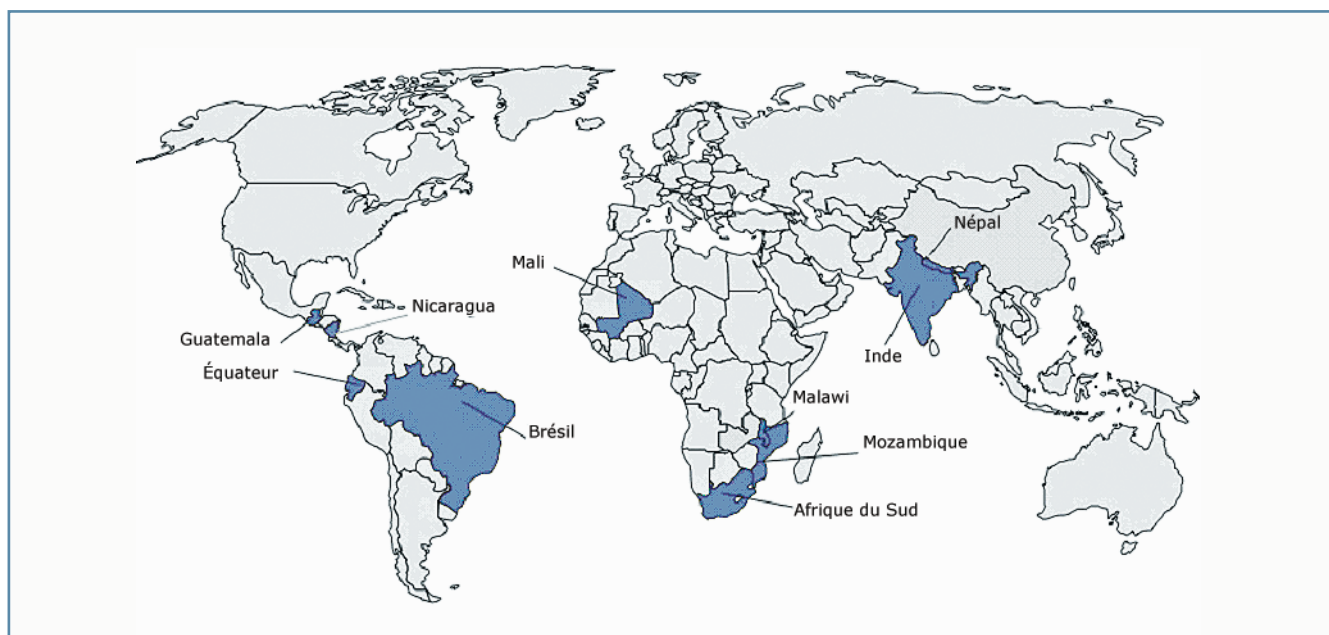 Népal
Mali
Nicaragua
Guatemala
Inde
Équateur
Malawi
Brésil
Mozambique
Afrique du Sud